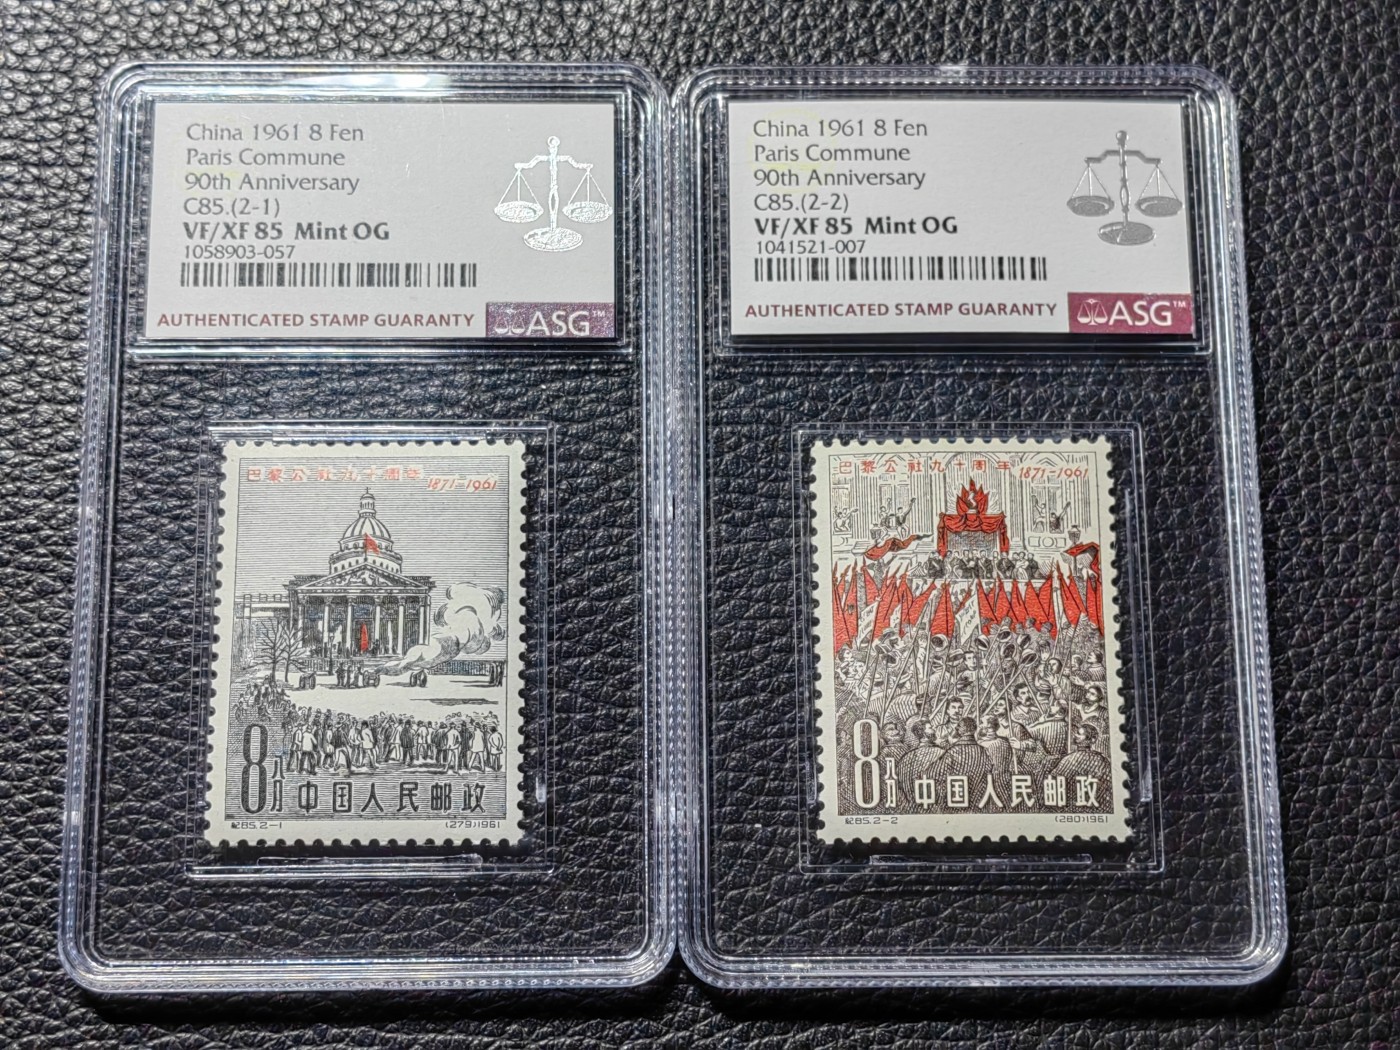 China 1961 8 Fen
Paris Commune
90th Anniversary
C85.(2-1)
VF/XF 85 Mint OG
1058903-057
AUTHENTICATED STAMP GUARANTY
ASG™
巴黎公社九十周年
1871-1961
8八分
中国人民邮政
纪85.2-1
(279)1961
China 1961 8 Fen
Paris Commune
90th Anniversary
C85.(2-2)
VF/XF 85 Mint OG
1041521-007
AUTHENTICATED STAMP GUARANTY
ASG™
巴黎公社九十周年
1871-1961
8八分
中国人民邮政
纪85.2-2
(280)1961